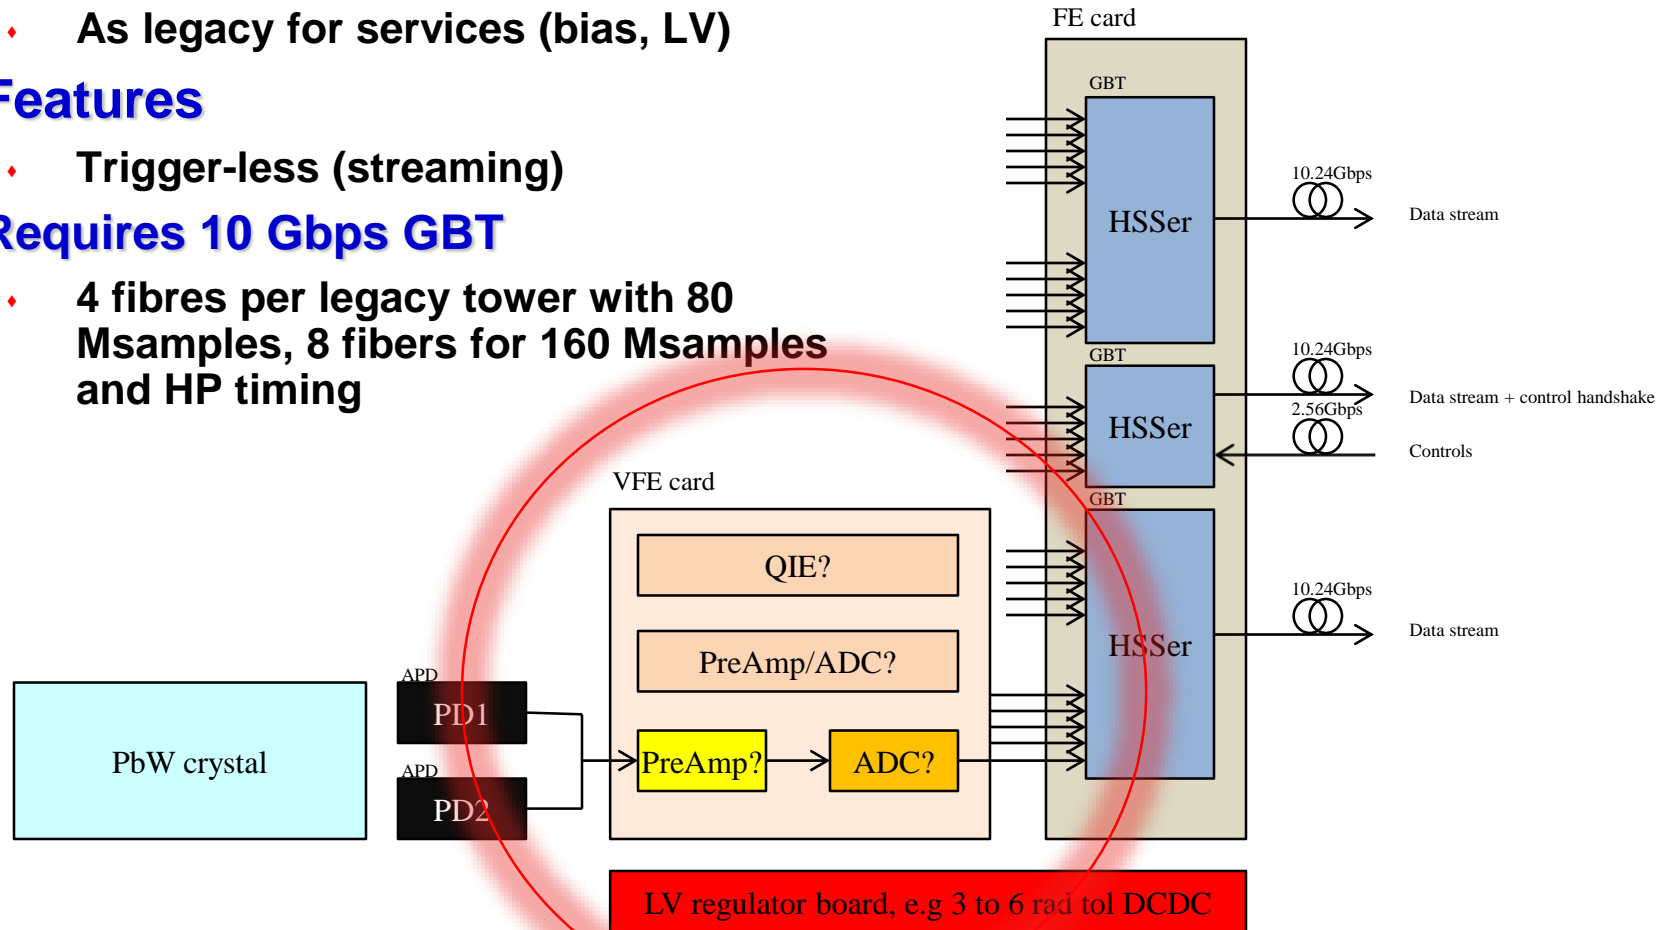 As legacy for services (bias, LV)
Features
Trigger-less (streaming)
Requires 10 Gbps GBT
4 fibres per legacy tower with 80
Msamples, 8 fibers for 160 Msamples
and HP timing
FE card
GBT
HSSer
10.24Gbps
Data stream
GBT
HSSer
10.24Gbps
Data stream + control handshake
2.56Gbps
Controls
GBT
HSSer
10.24Gbps
Data stream
VFE card
QIE?
PreAmp/ADC?
PreAmp?
ADC?
APD
PD1
APD
PD2
PbW crystal
LV regulator board, e.g 3 to 6 rad tol DCDC